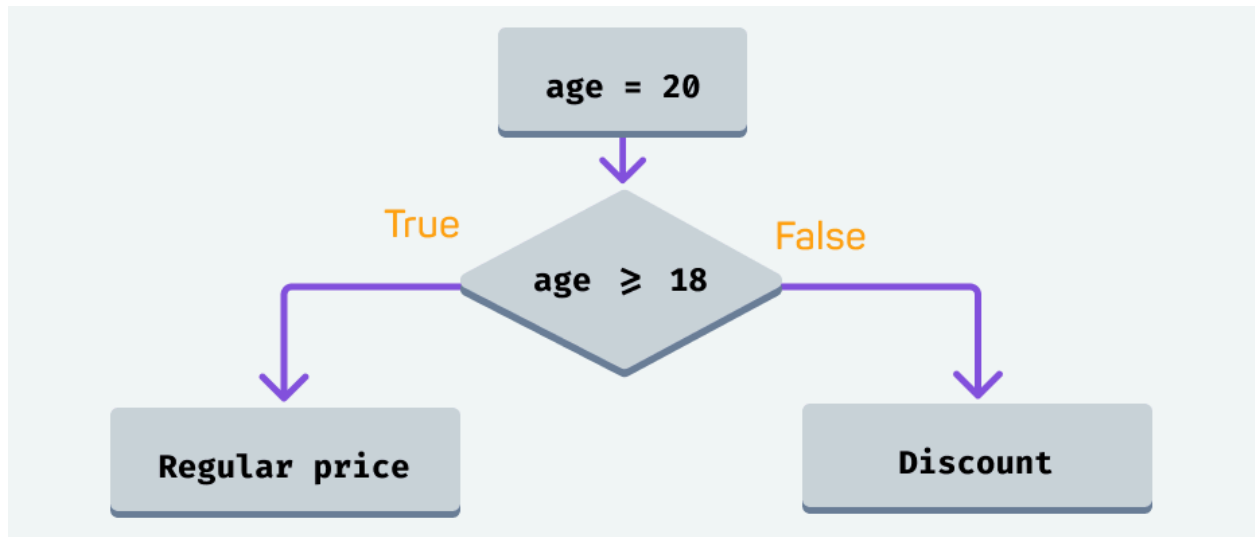 age = 20
True
False
age ⩾ 18
Regular price
Discount